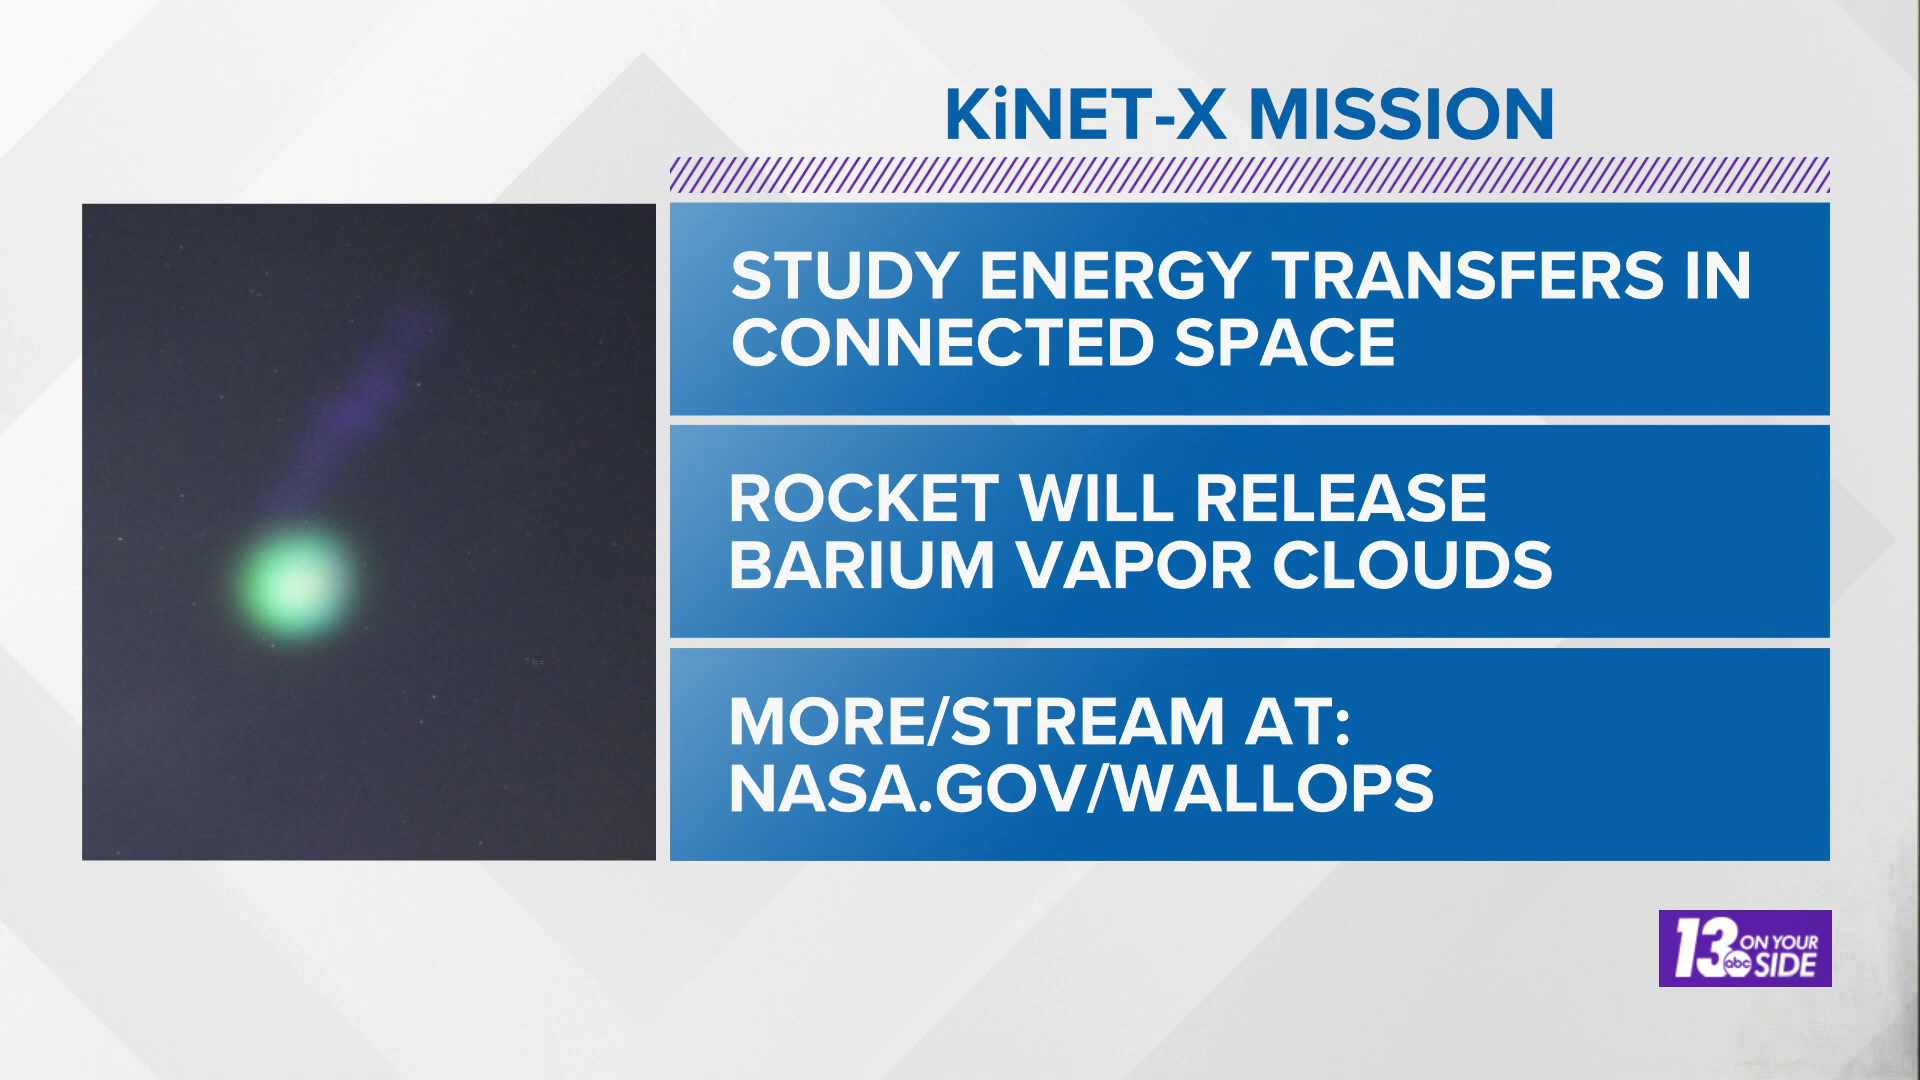 KiNET-X MISSION
STUDY ENERGY TRANSFERS IN
CONNECTED SPACE
ROCKET WILL RELEASE
BARIUM VAPOR CLOUDS
MORE/STREAM AT:
NASA.GOV/WALLOPS
13 ON YOUR
abc SIDE